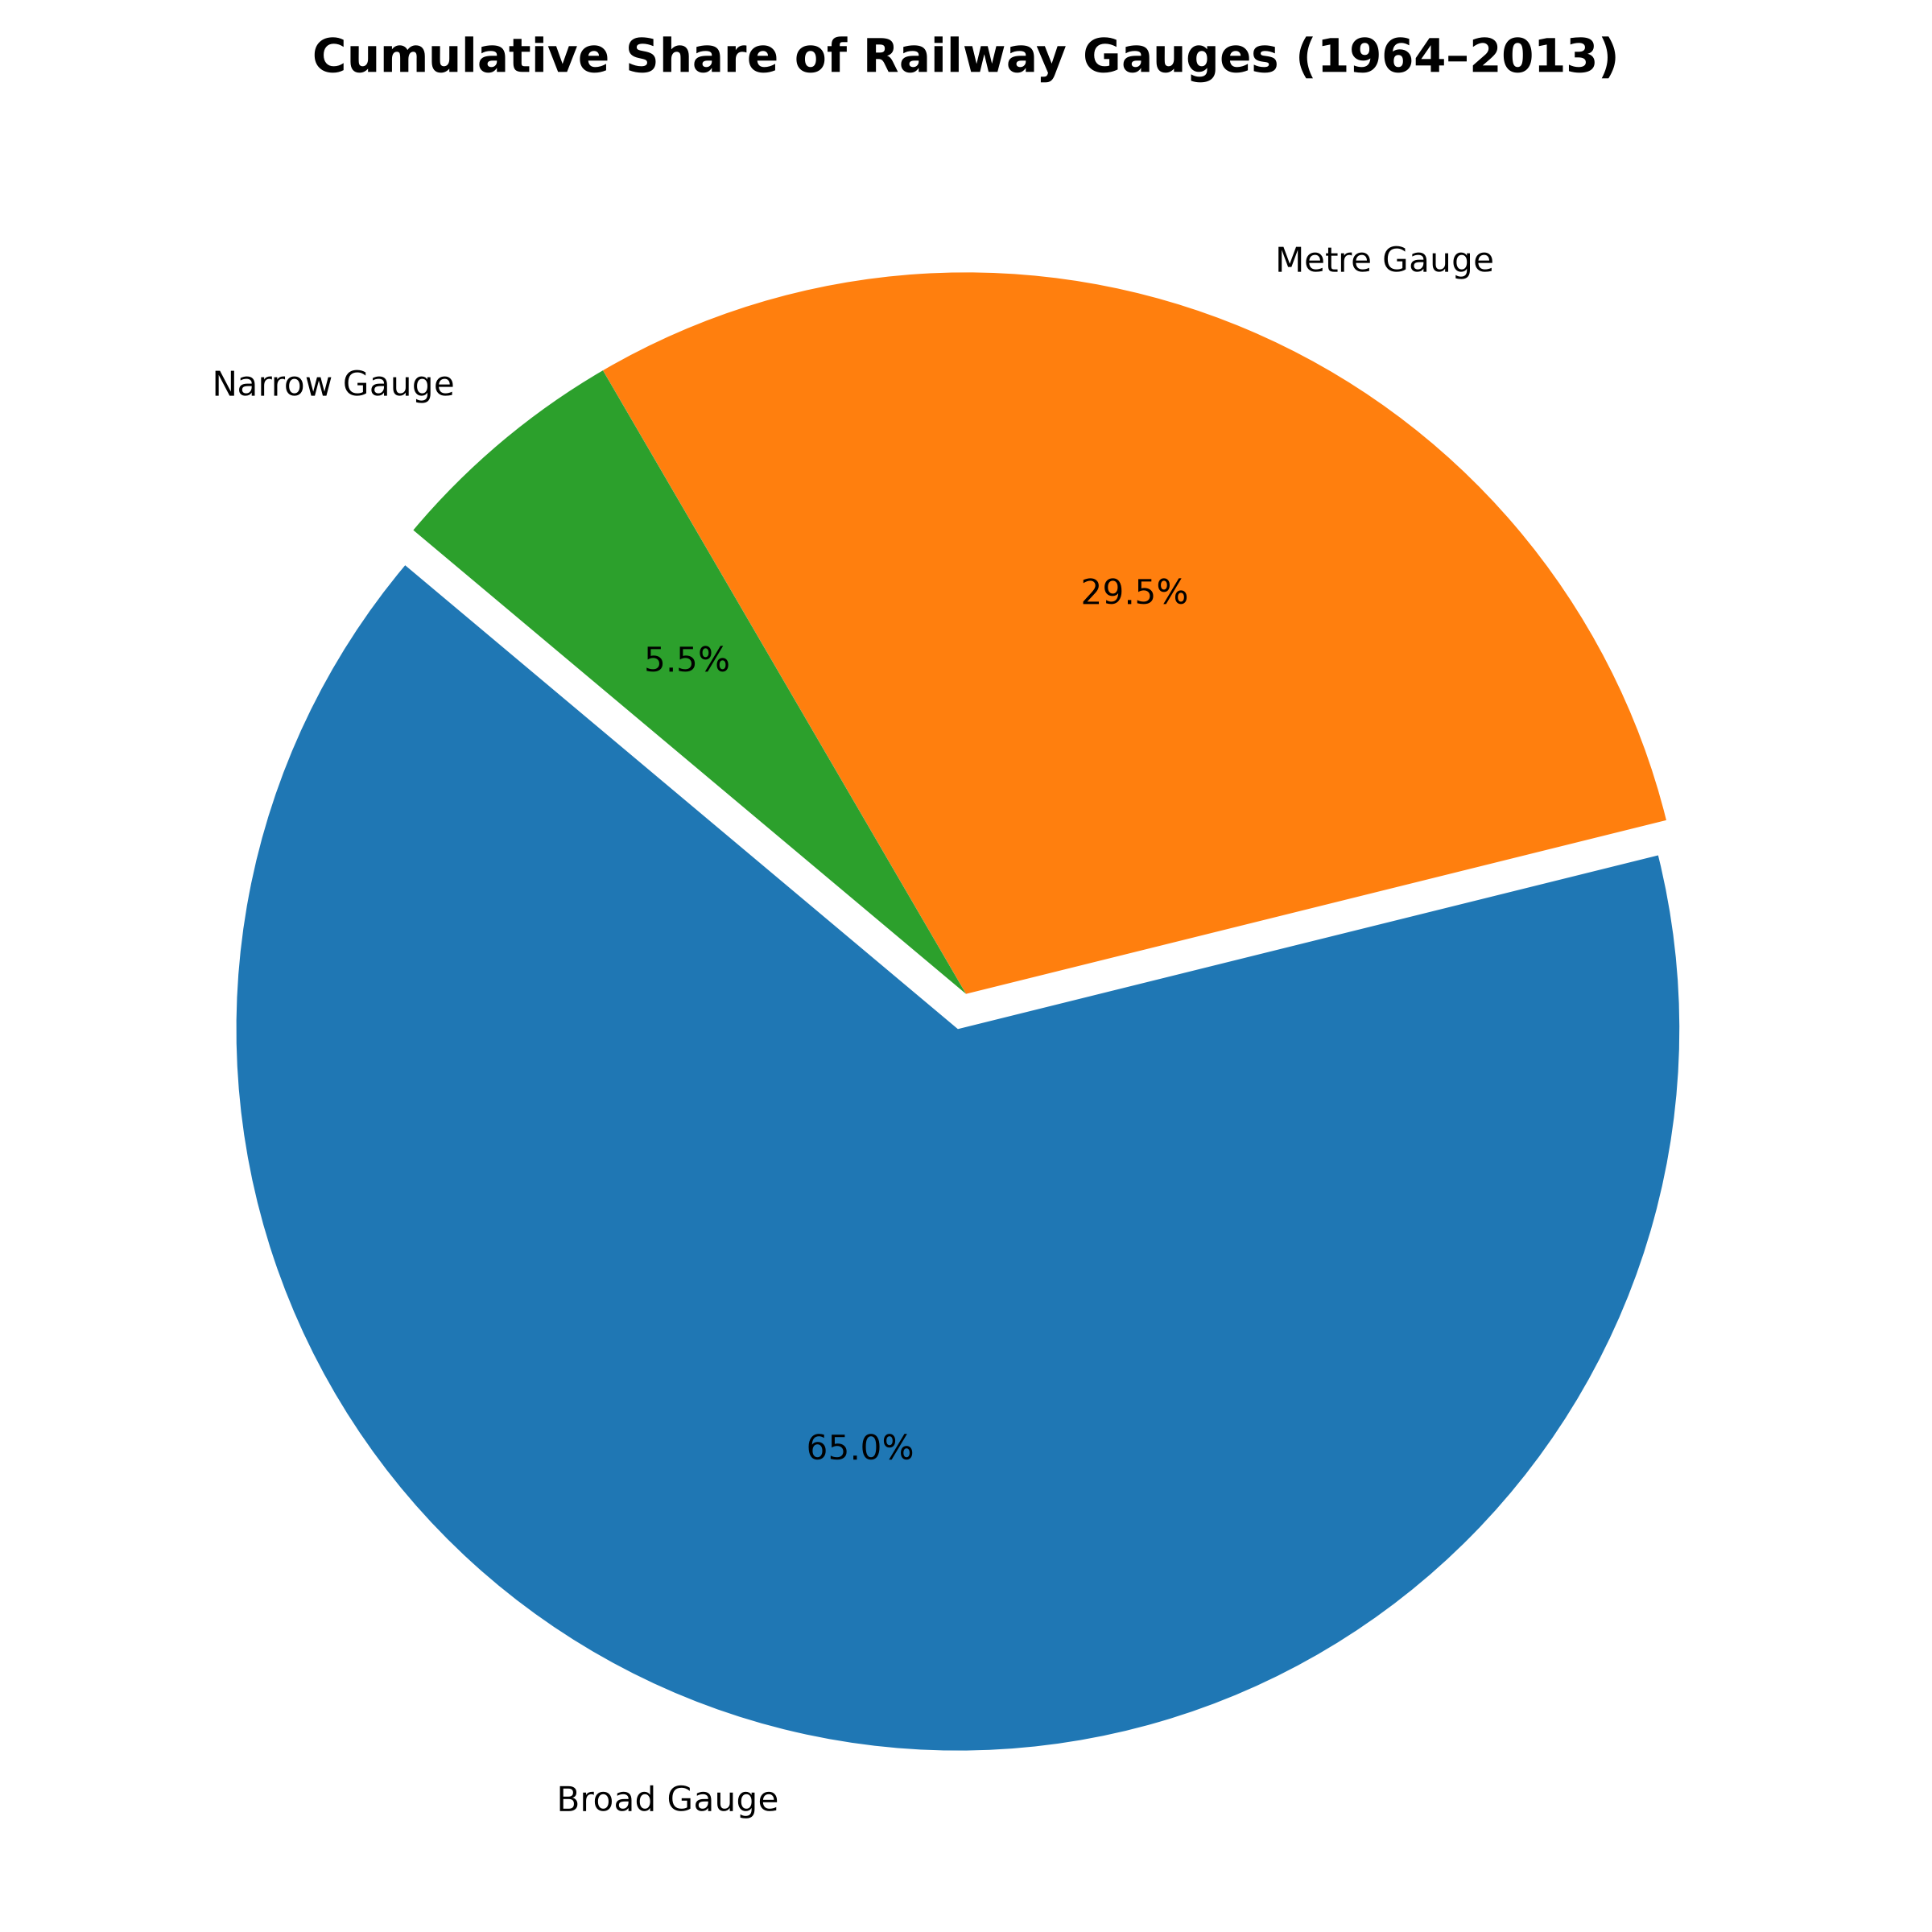 Cumulative Share of Railway Gauges (1964–2013)
Metre Gauge
Narrow Gauge
29.5%
5.5%
65.0%
Broad Gauge